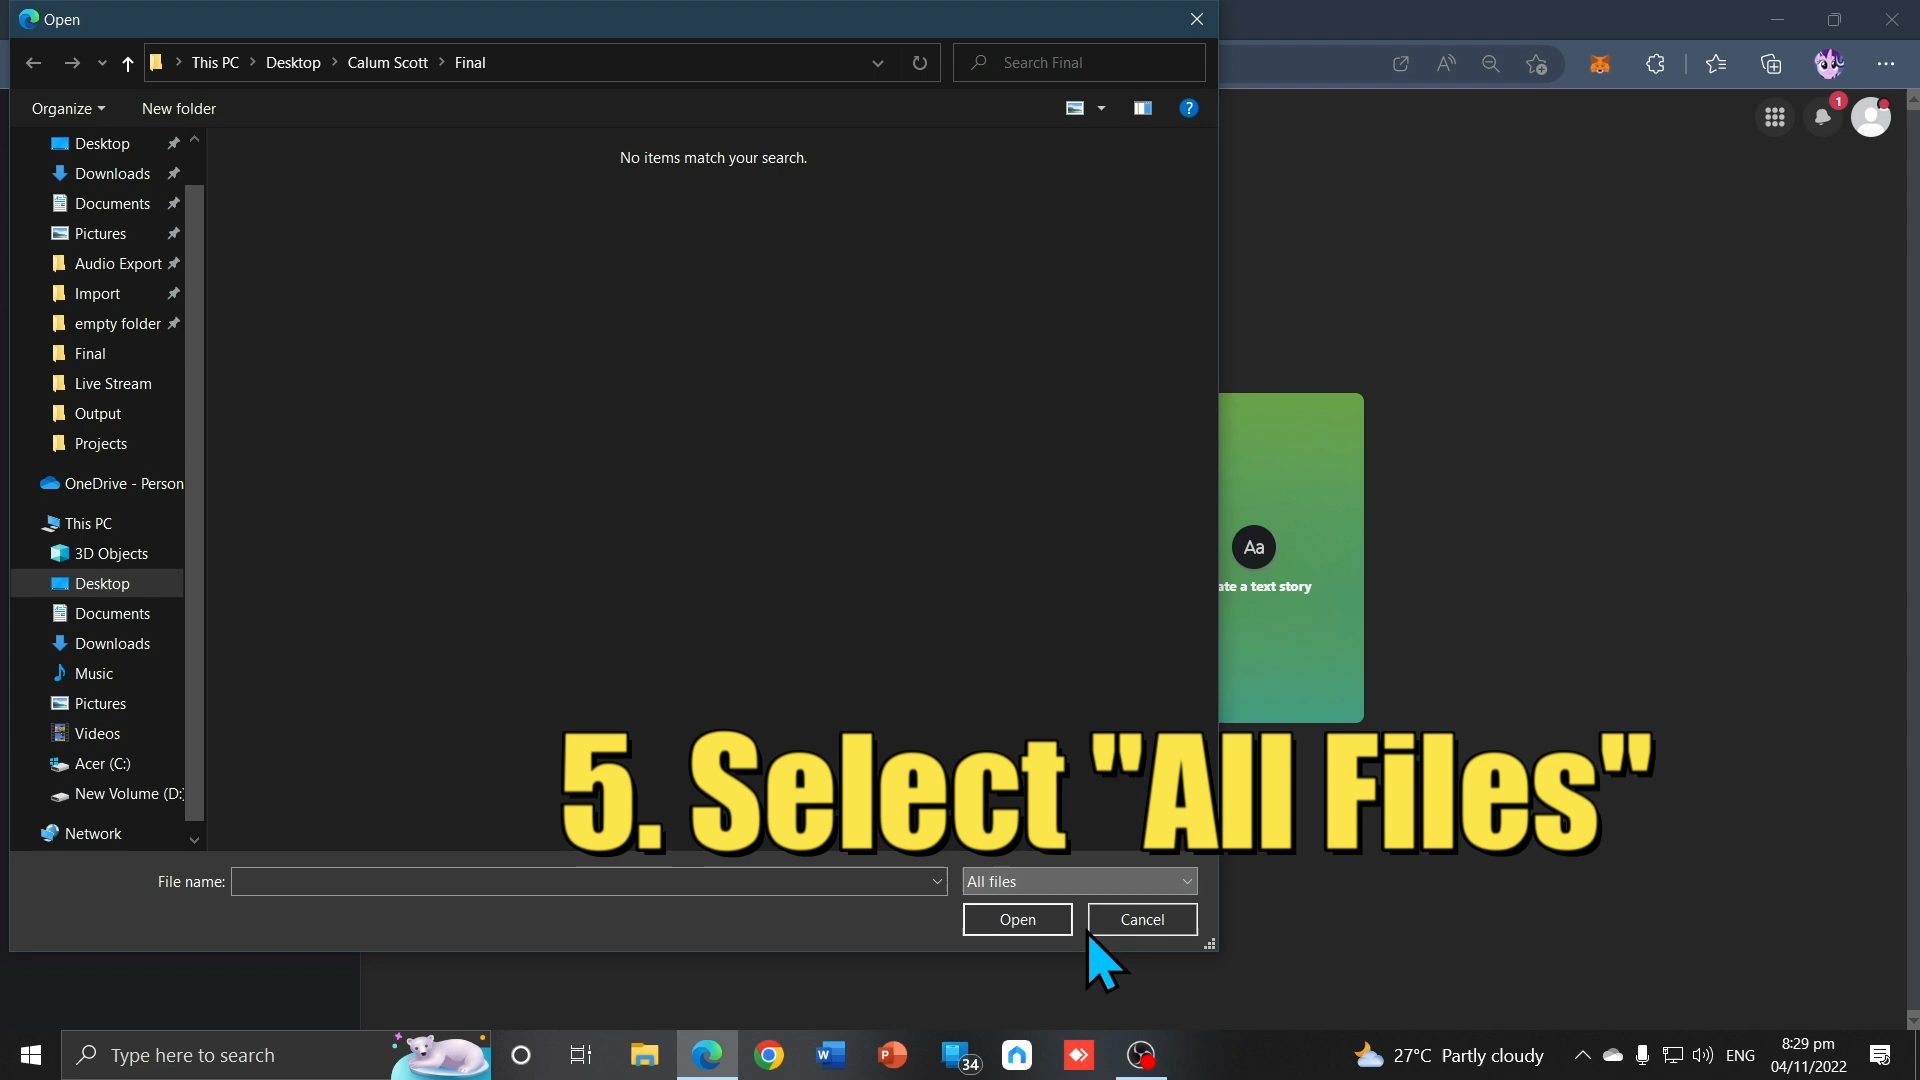 Open
This PC
Desktop
Calum Scott
Final
Search Final
Organize
New folder
1
Desktop
No items match your search.
Downloads
Documents
Pictures
Audio Export
Import
empty folder
Final
Live Stream
Output
Projects
OneDrive - Person
This PC
3D Objects
Desktop
Documents
Downloads
Music
Pictures
Videos
Acer (C:)
New Volume (D:
Network
Aa
ate a text story
5. Select "All Files"
File name:
All files
Open
Cancel
Type here to search
34
27°C Partly cloudy
ENG
8:29 pm
04/11/2022